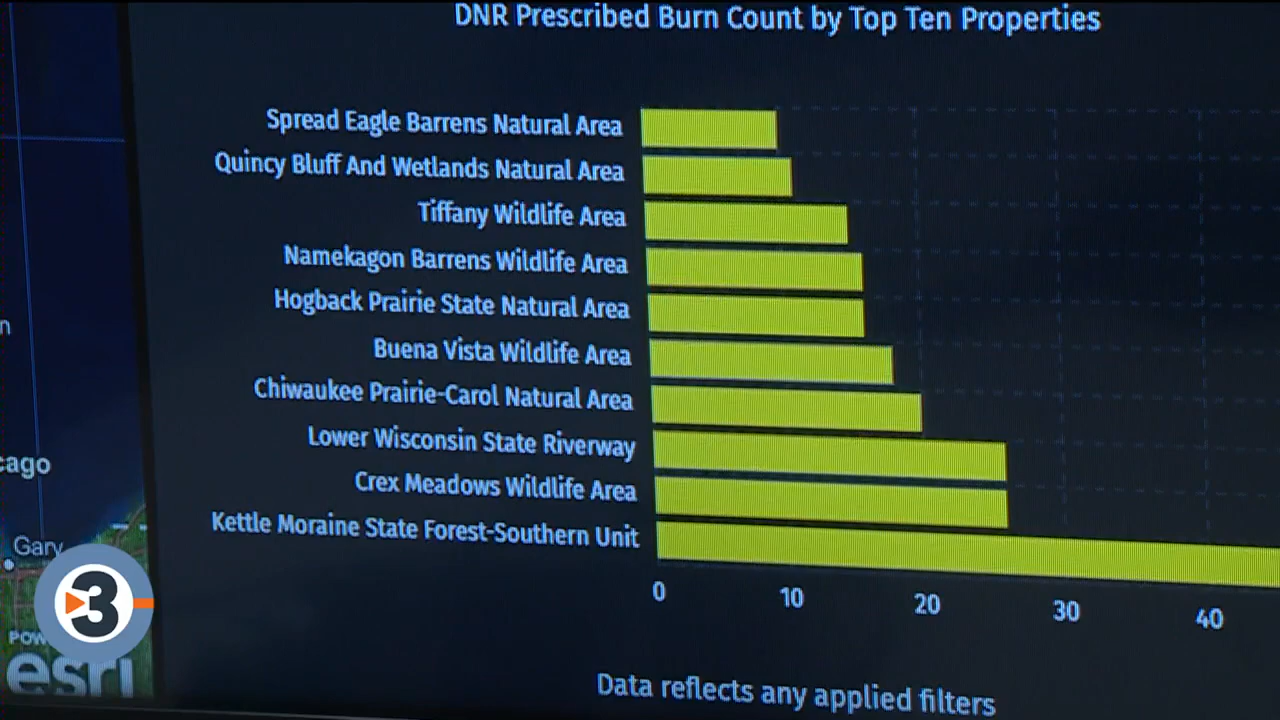 DNR Prescribed Burn Count by Top Ten Properties
Spread Eagle Barrens Natural Area
Quincy Bluff And Wetlands Natural Area
Tiffany Wildlife Area
Namekagon Barrens Wildlife Area
Hogback Prairie State Natural Area
Buena Vista Wildlife Area
Chiwaukee Prairie-Carol Natural Area
Lower Wisconsin State Riverway
Crex Meadows Wildlife Area
Kettle Moraine State Forest-Southern Unit
0 10 20 30 40
Data reflects any applied filters
n
cago
Gary
3
POW
esri